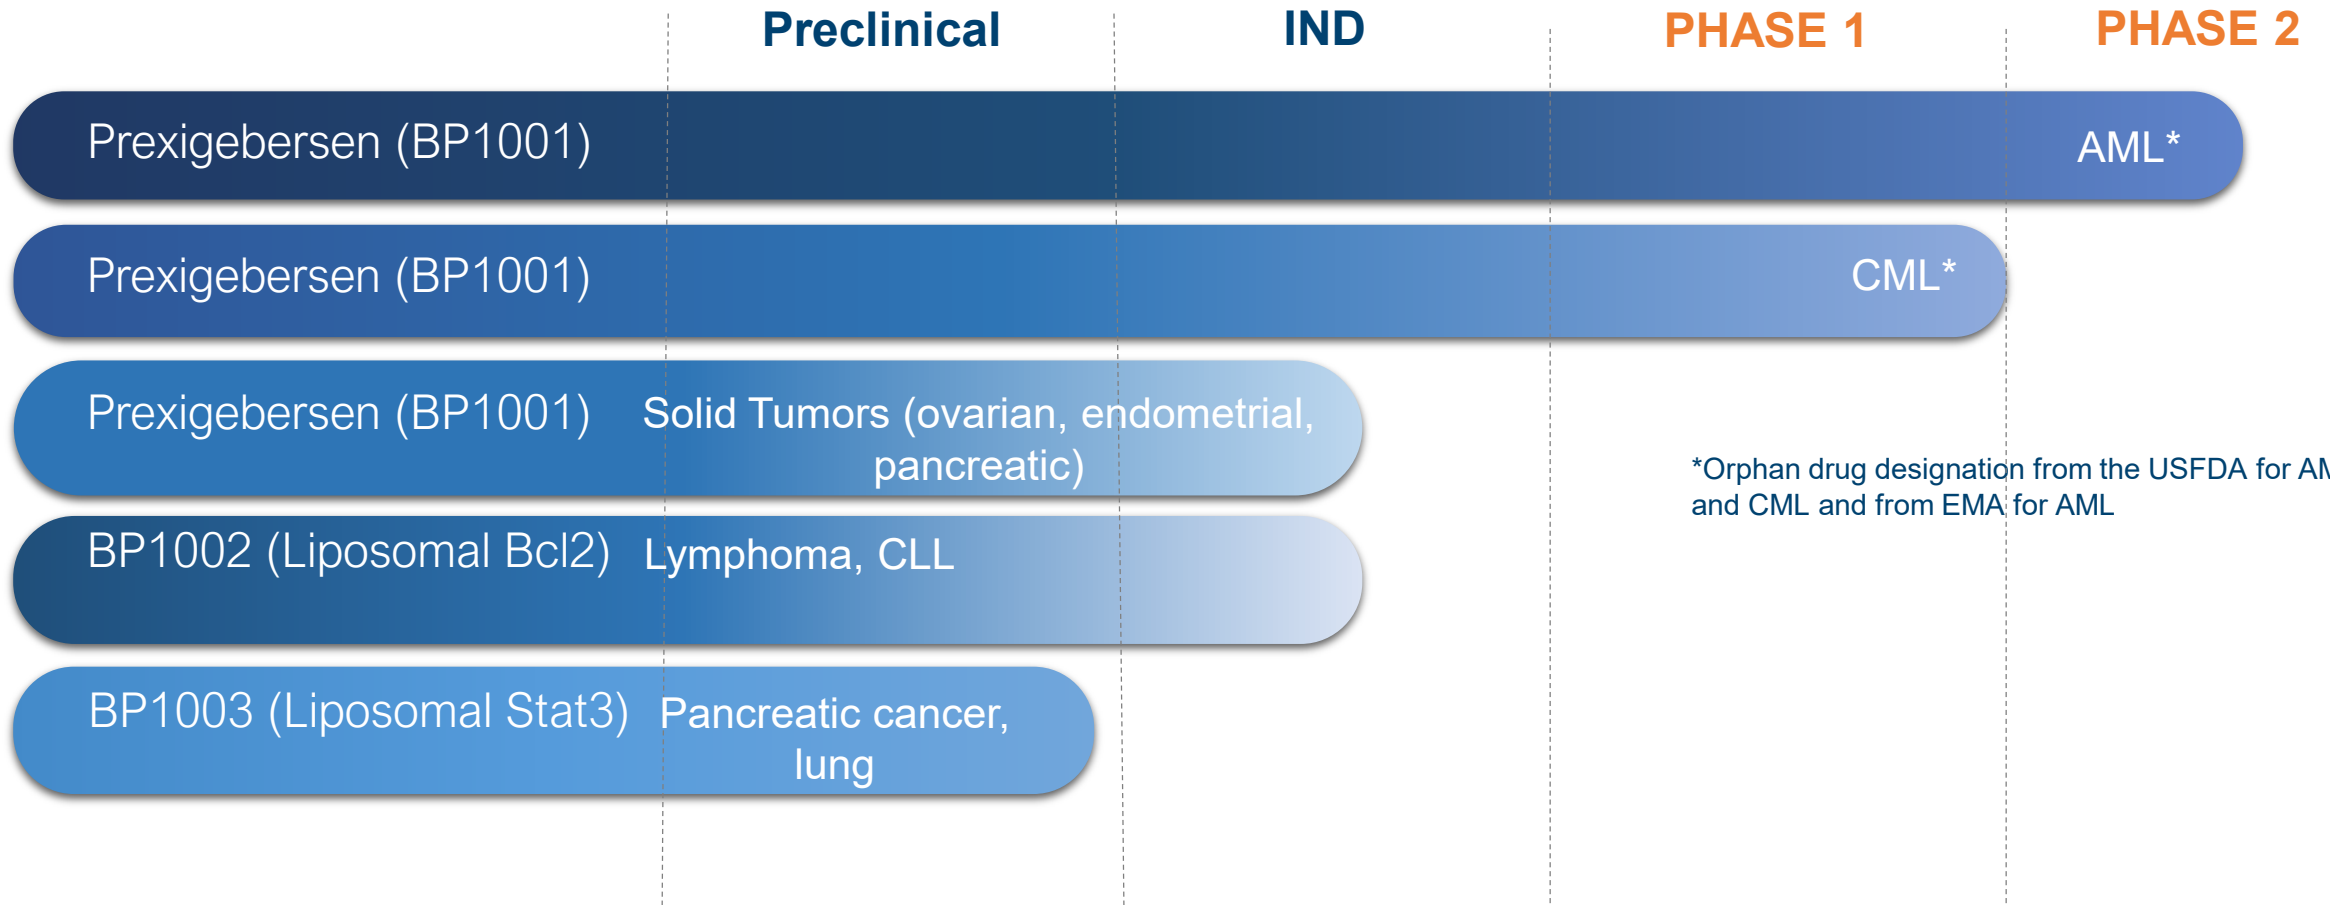 Preclinical IND PHASE 1 PHASE 2
Prexigebersen (BP1001) AML*
Prexigebersen (BP1001) CML*
Prexigebersen (BP1001) Solid Tumors (ovarian, endometrial,
pancreatic)
*Orphan drug designation from the USFDA for
and CML and from EMA for AML
BP1002 (Liposomal Bcl2) Lymphoma, CLL
BP1003 (Liposomal Stat3) Pancreatic cancer,
lung